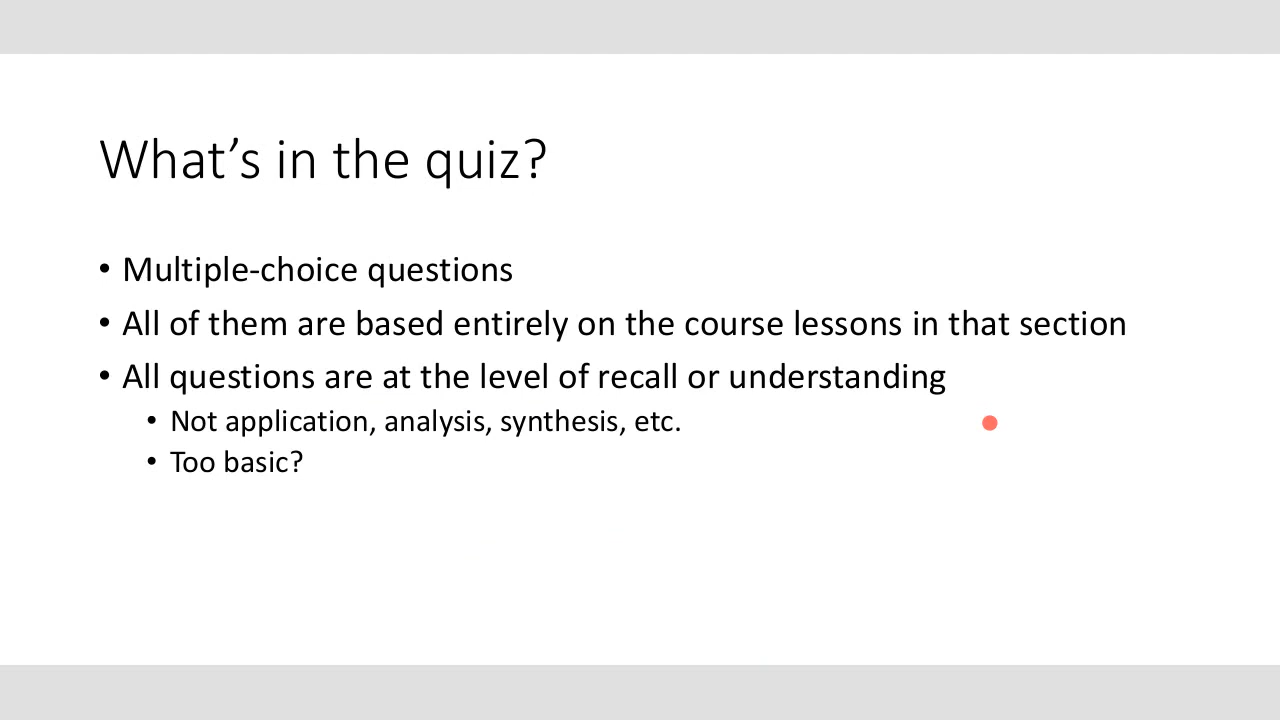 What’s in the quiz?
• Multiple-choice questions
• All of them are based entirely on the course lessons in that section
• All questions are at the level of recall or understanding
• Not application, analysis, synthesis, etc.
• Too basic?